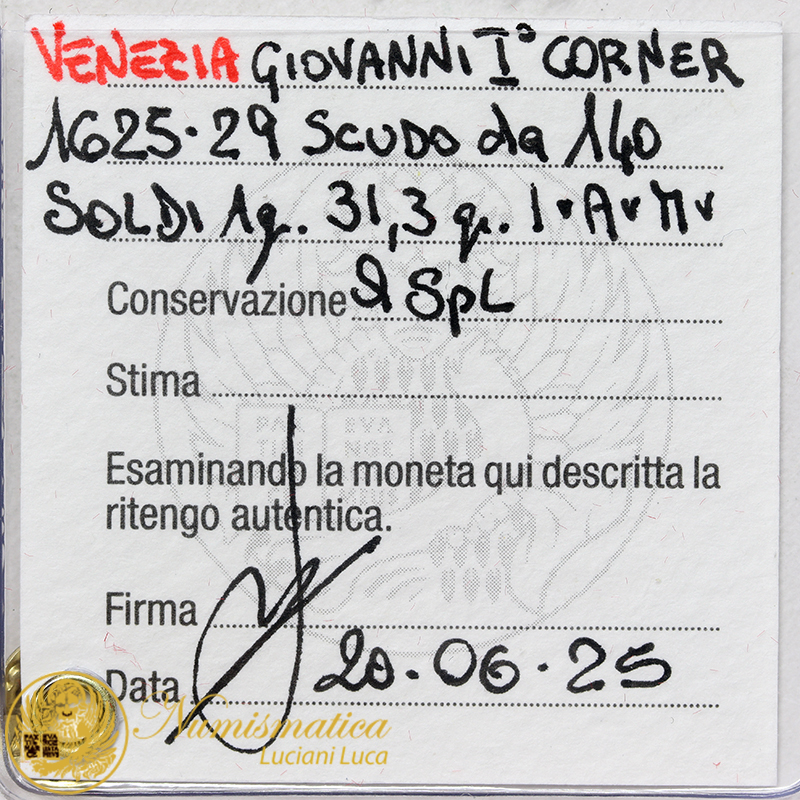 VENEZIA GIOVANNI I° CORNER
1625·29 SCUDO da 140
SOLDI Ag. 31,3 gr. I▾A▾M▾
Conservazione q SPL
Stima
Esaminando la moneta qui descritta la
ritengo autentica.
Firma
Data 20·06·25
Numismatica
Luciani Luca